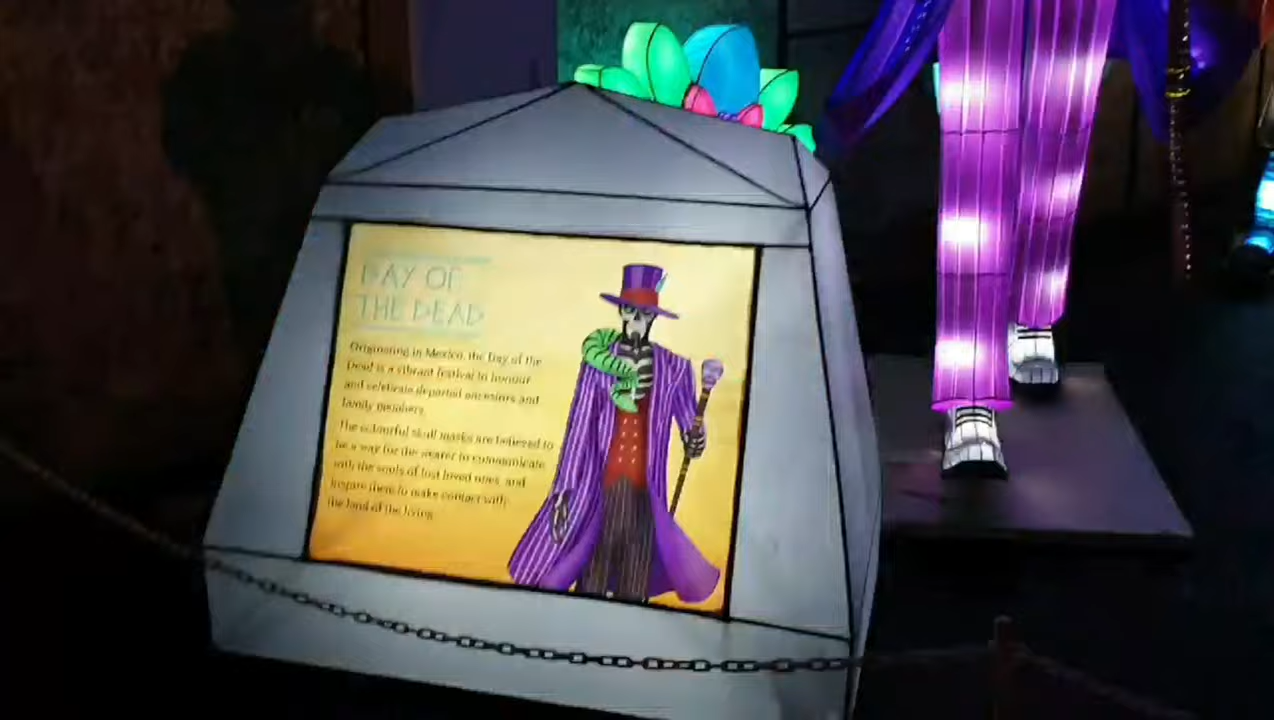 DAY OF
THE DEAD
Originating in Mexico, the Day of the
Dead is a vibrant festival to honour
and celebrate departed ancestors and
family members.
The colourful skull masks are believed to
be a way for the wearer to communicate
with the souls of lost loved ones, and
inspire them to make contact with
the land of the living.